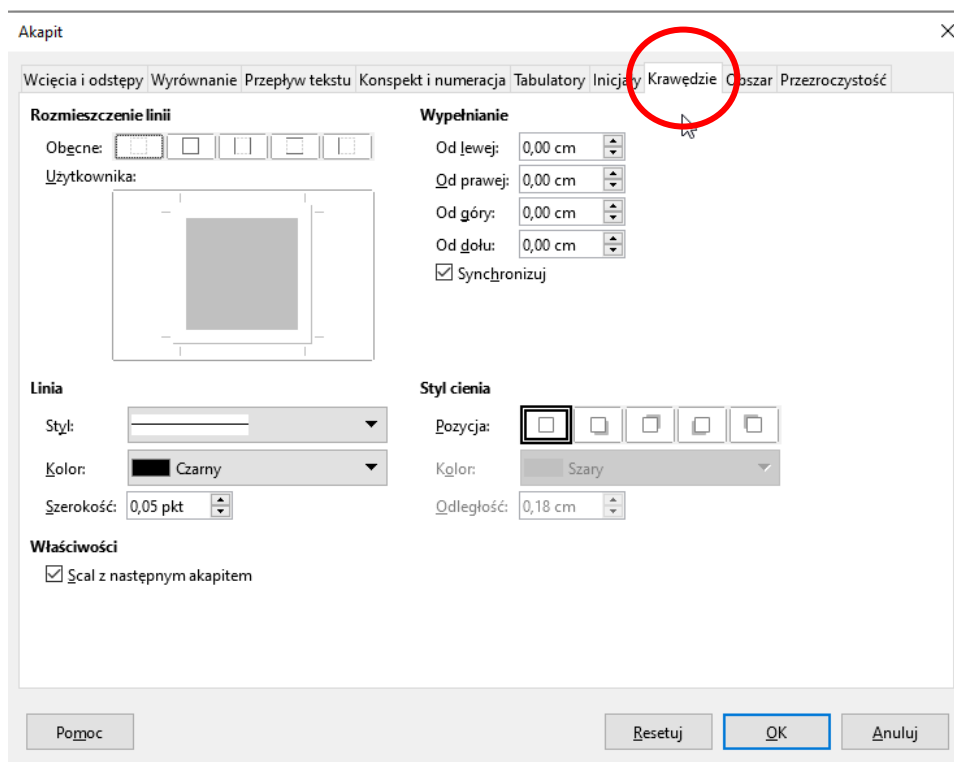 Akapit
Wcięcia i odstępy Wyrównanie Przepływ tekstu Konspekt i numeracja Tabulatory Inicjały Krawędzie Obszar Przezroczystość
Rozmieszczenie linii
Obecne:
Użytkownika:
Wypełnianie
Od lewej: 0,00 cm
Od prawej: 0,00 cm
Od góry: 0,00 cm
Od dołu: 0,00 cm
Synchronizuj
Linia
Styl:
Kolor: Czarny
Szerokość: 0,05 pkt
Styl cienia
Pozycja:
Kolor: Szary
Odległość: 0,18 cm
Właściwości
Scal z następnym akapitem
Pomoc Resetuj OK Anuluj